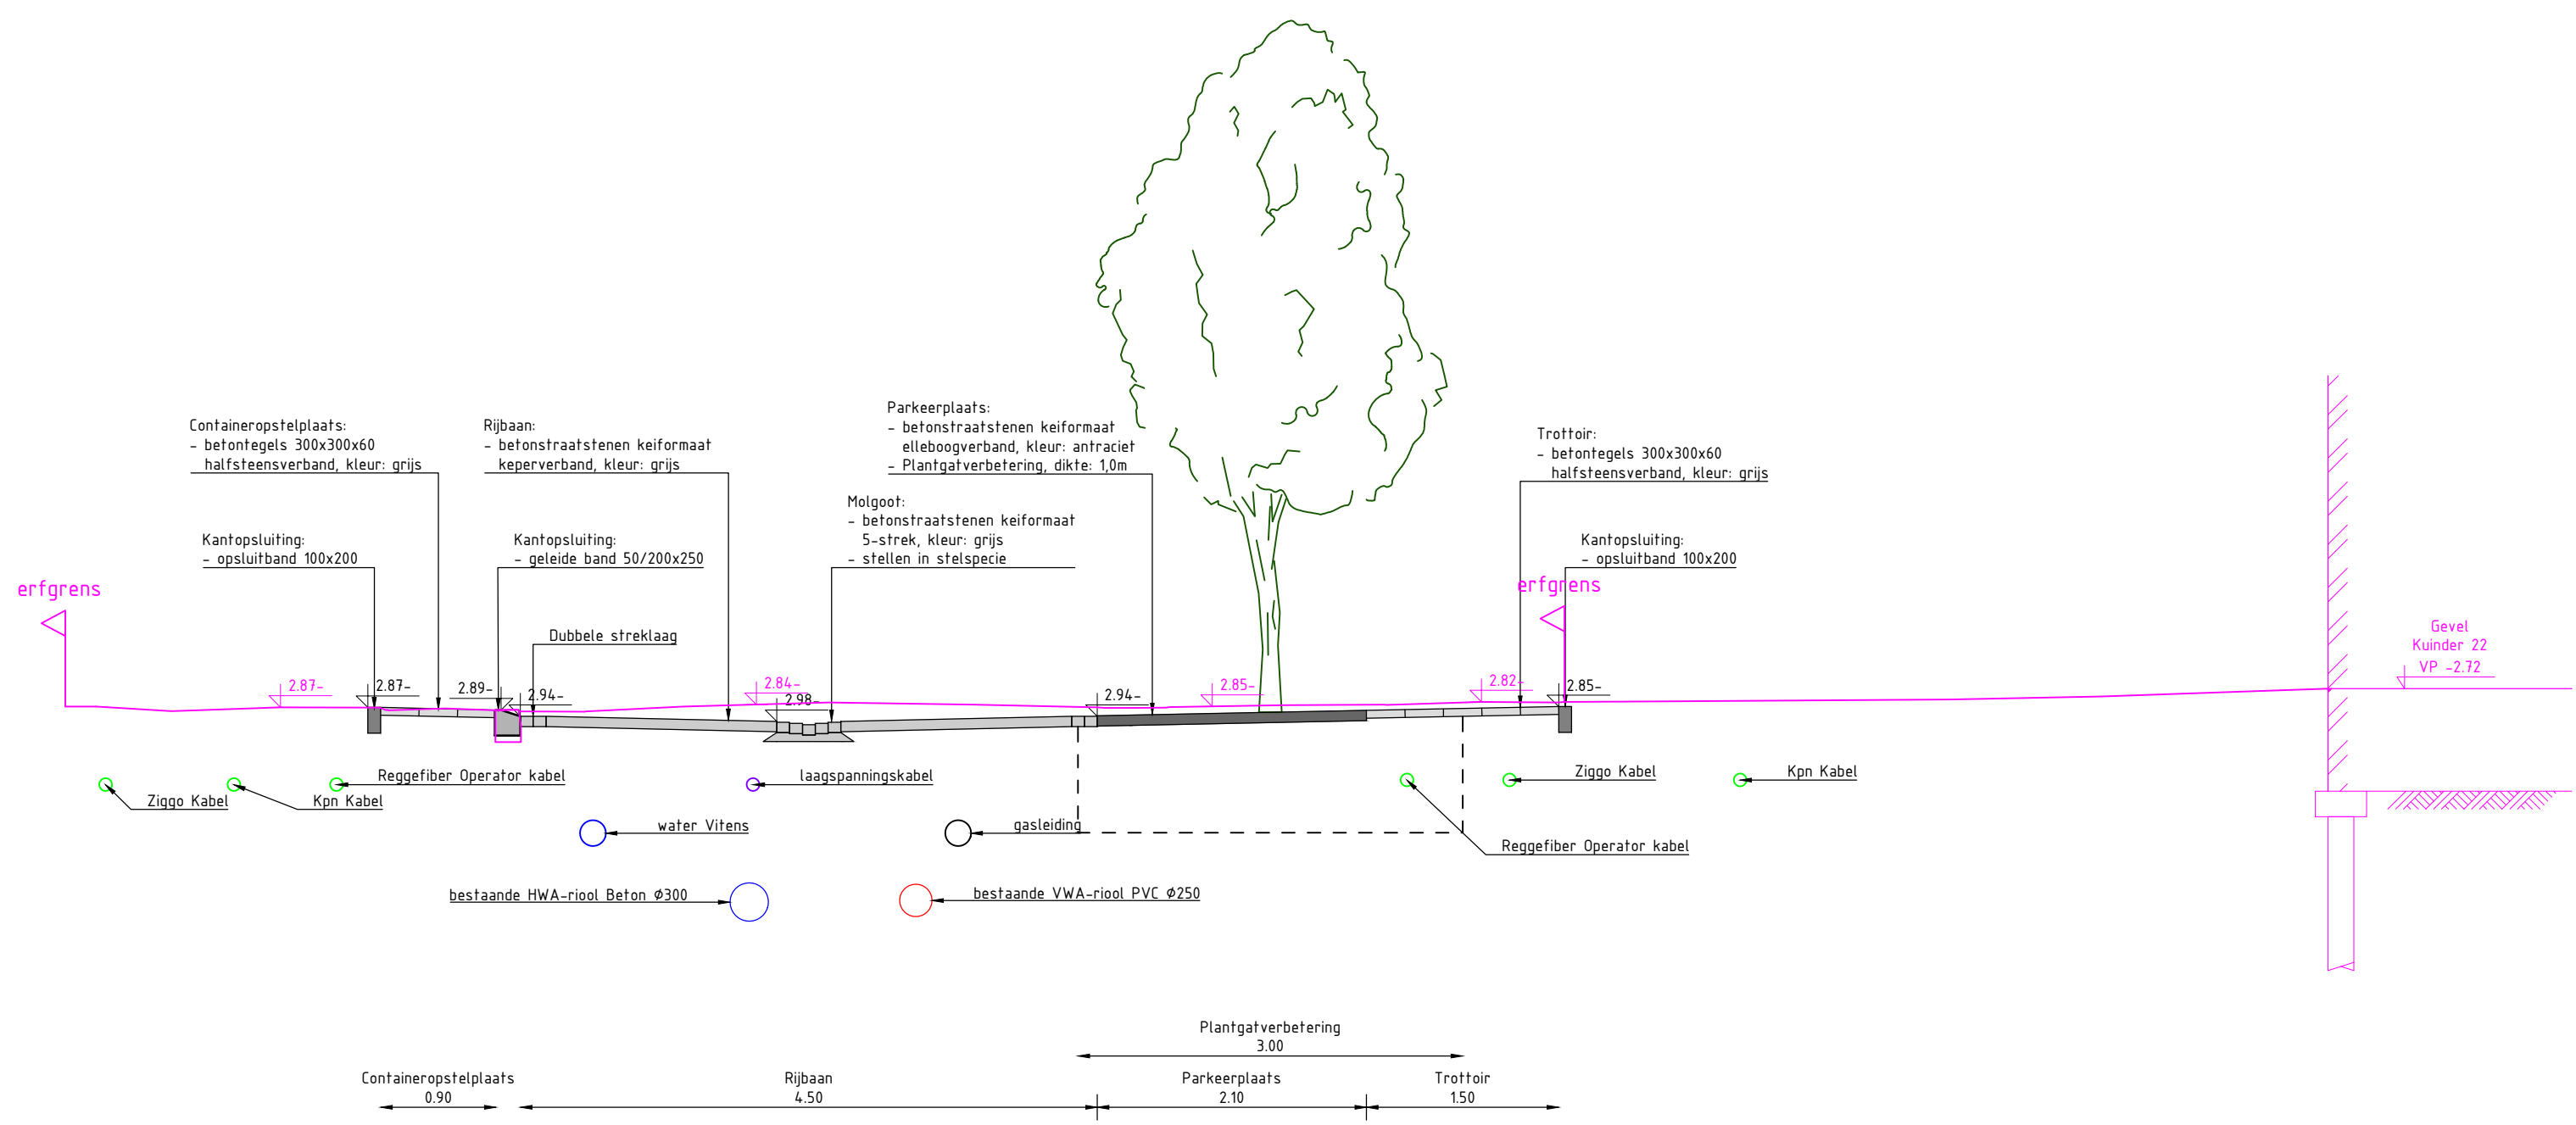 Containeropstelplaats:
- betontegels 300x300x60
halfsteensverband, kleur: grijs
Rijbaan:
- betonstraatstenen keiformaat
keperverband, kleur: grijs
Parkeerplaats:
- betonstraatstenen keiformaat
elleboogverband, kleur: antraciet
- Plantgatverbetering, dikte: 1,0m
Trottoir:
- betontegels 300x300x60
halfsteensverband, kleur: grijs
Molgoot:
- betonstraatstenen keiformaat
5-strek, kleur: grijs
- stellen in stelspecie
Kantopsluiting:
- opsluitband 100x200
Kantopsluiting:
- geleide band 50/200x250
Kantopsluiting:
- opsluitband 100x200
erfgrens
erfgrens
Dubbele streklaag
Gevel
Kuinder 22
VP -2.72
2.87-
2.87-
2.89-
2.94-
2.84-
2.98-
2.94-
2.85-
2.82-
2.85-
Reggefiber Operator kabel
laagspanningskabel
Ziggo Kabel
Kpn Kabel
Ziggo Kabel
Kpn Kabel
water Vitens
gasleiding
Reggefiber Operator kabel
bestaande HWA-riool Beton Ø300
bestaande VWA-riool PVC Ø250
Plantgatverbetering
3.00
Containeropstelplaats
0.90
Rijbaan
4.50
Parkeerplaats
2.10
Trottoir
1.50